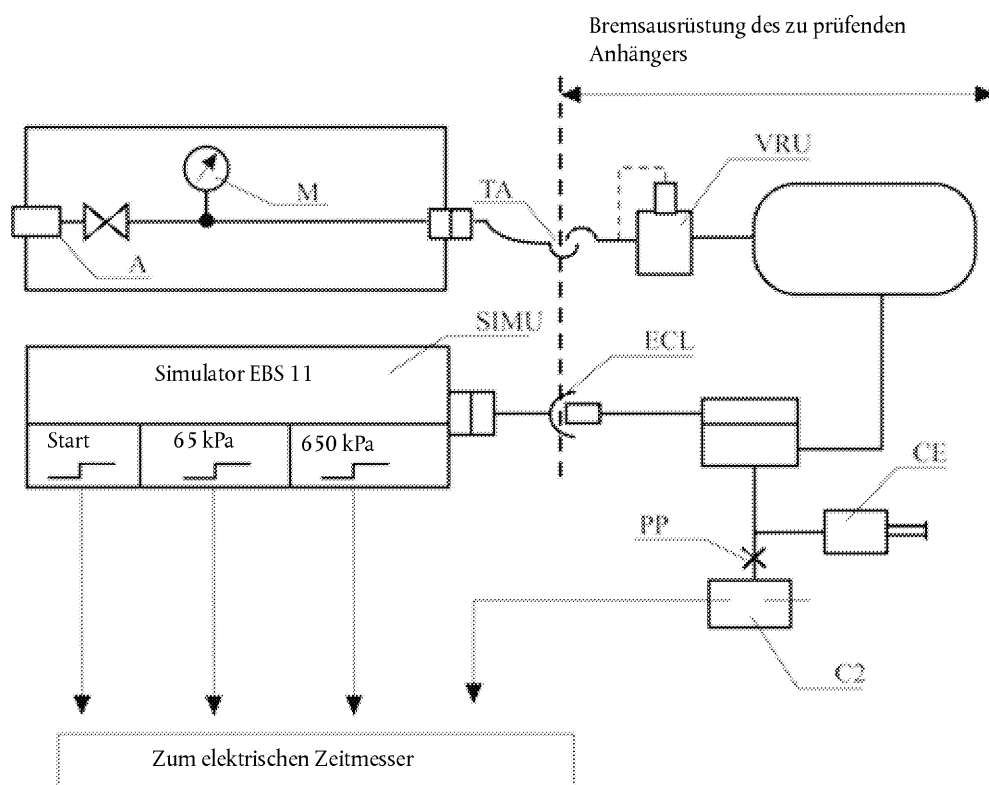 Bremsausrüstung des zu prüfenden
Anhängers
VRU
TA
M
A
SIMU
ECL
Simulator EBS 11
Start
65 kPa
650 kPa
CE
PP
C2
Zum elektrischen Zeitmesser